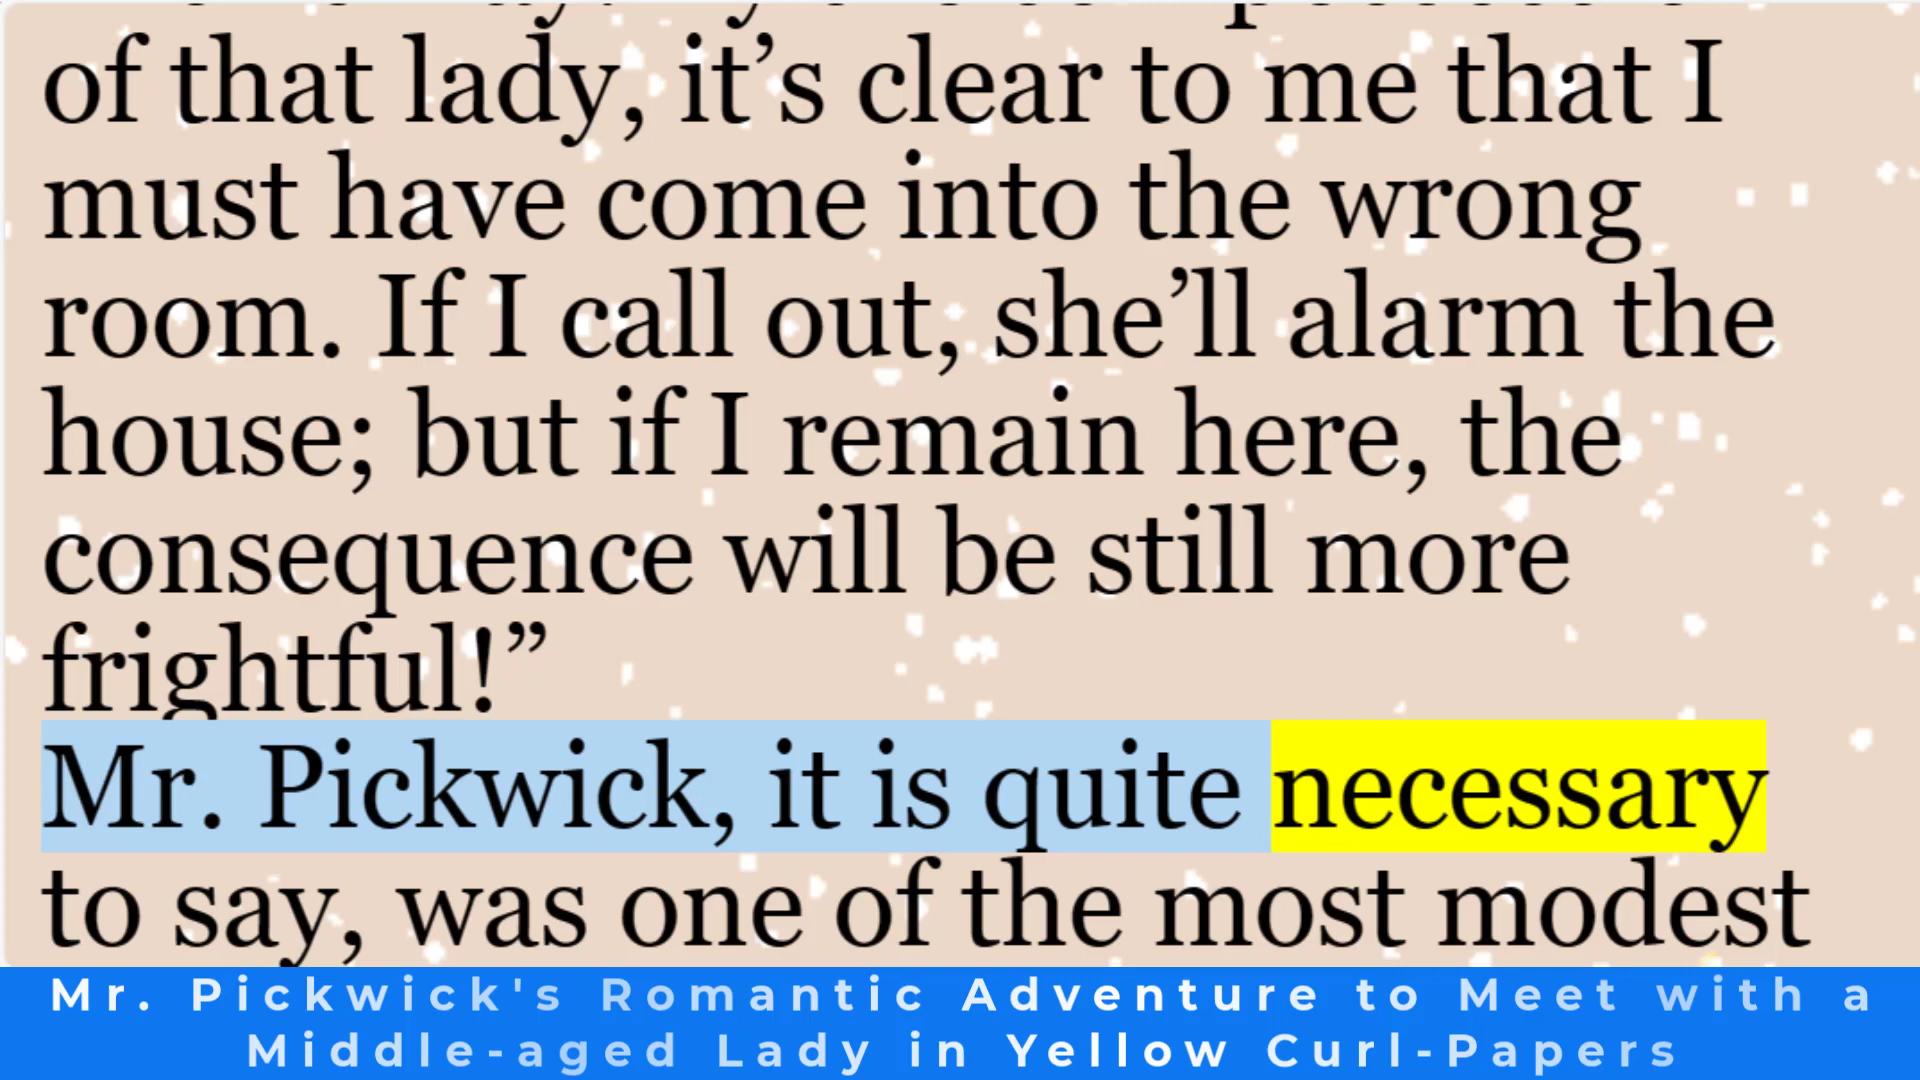 of that lady, it’s clear to me that I
must have come into the wrong
room. If I call out, she’ll alarm the
house; but if I remain here, the
consequence will be still more
frightful!”
Mr. Pickwick, it is quite necessary
to say, was one of the most modest
Mr. Pickwick's Romantic Adventure to Meet with a
Middle-aged Lady in Yellow Curl-Papers